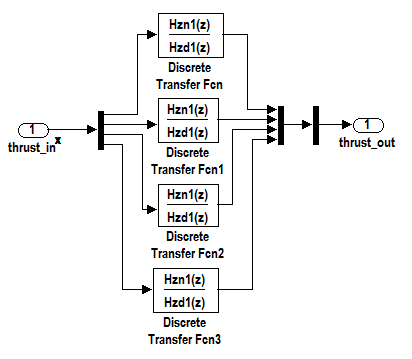 Hzn1(z)
Hzd1(z)
Discrete
Transfer Fcn
Hzn1(z)
Hzd1(z)
1
1
thrust_in
x
thrust_out
Discrete
Transfer Fcn1
Hzn1(z)
Hzd1(z)
Discrete
Transfer Fcn2
Hzn1(z)
Hzd1(z)
Discrete
Transfer Fcn3